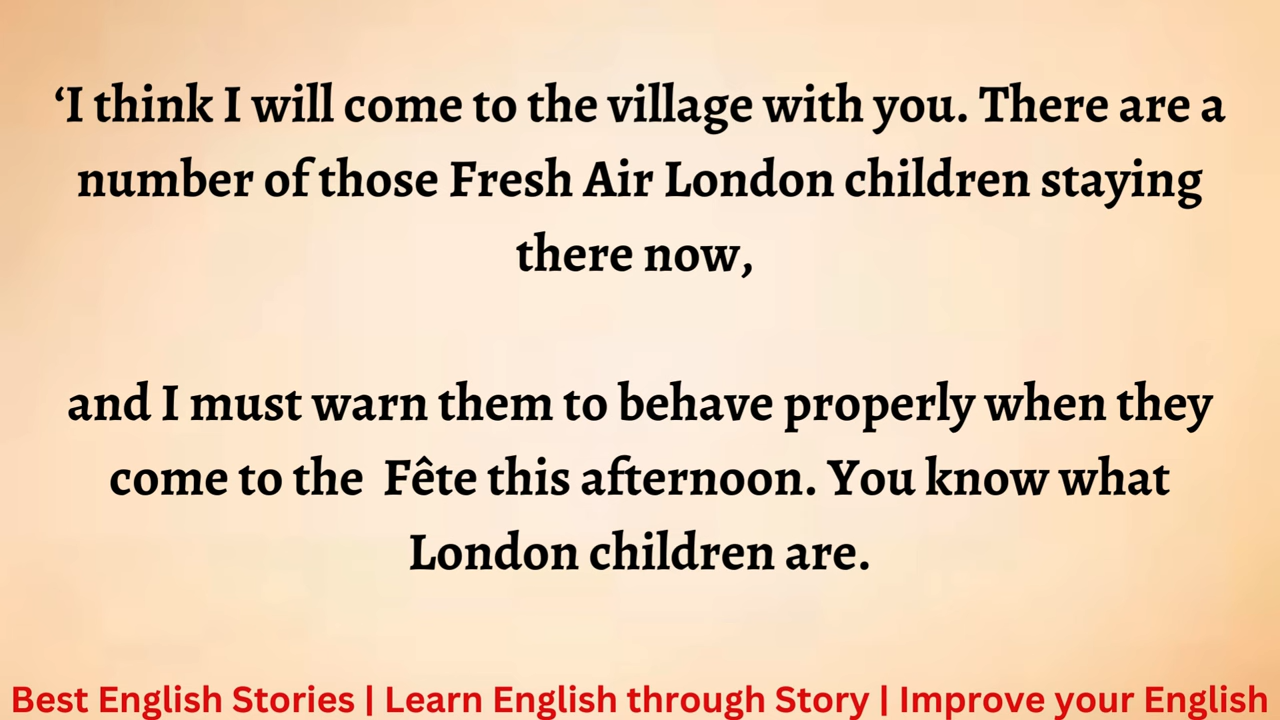 ‘I think I will come to the village with you. There are a
number of those Fresh Air London children staying
there now,
and I must warn them to behave properly when they
come to the Fête this afternoon. You know what
London children are.
Best English Stories | Learn English through Story | Improve your English